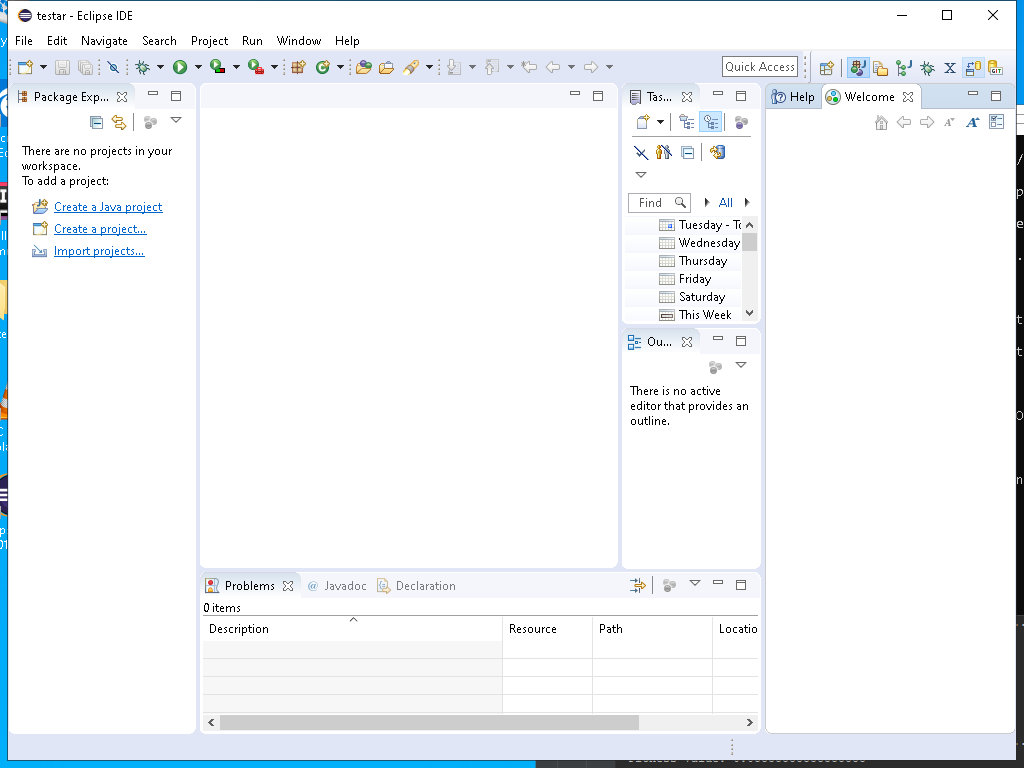 testar - Eclipse IDE
File Edit Navigate Search Project Run Window Help
Quick Access
Package Exp...
There are no projects in your
workspace.
To add a project:
Create a Java project
Create a project...
Import projects...
Tas...
Find
All
Tuesday - To
Wednesday
Thursday
Friday
Saturday
This Week
Ou...
There is no active
editor that provides an
outline.
Help
Welcome
Problems
@ Javadoc
Declaration
0 items
Description Resource Path Locatio